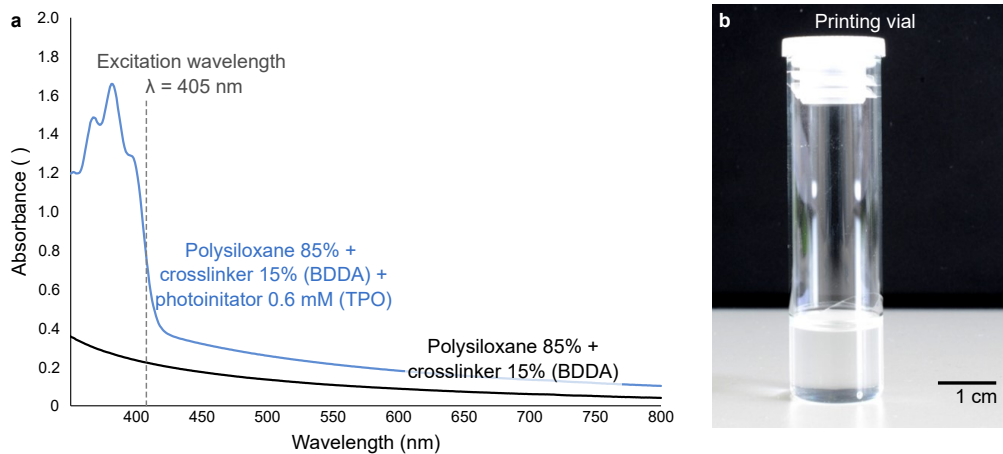 a
2.0
1.8
1.6
1.4
1.2
1.0
0.8
0.6
0.4
0.2
0
Absorbance ( )
Excitation wavelength
λ = 405 nm
Polysiloxane 85% +
crosslinker 15% (BDDA) +
photoinitator 0.6 mM (TPO)
Polysiloxane 85% +
crosslinker 15% (BDDA)
400 450 500 550 600 650 700 750 800
Wavelength (nm)
b
Printing vial
1 cm